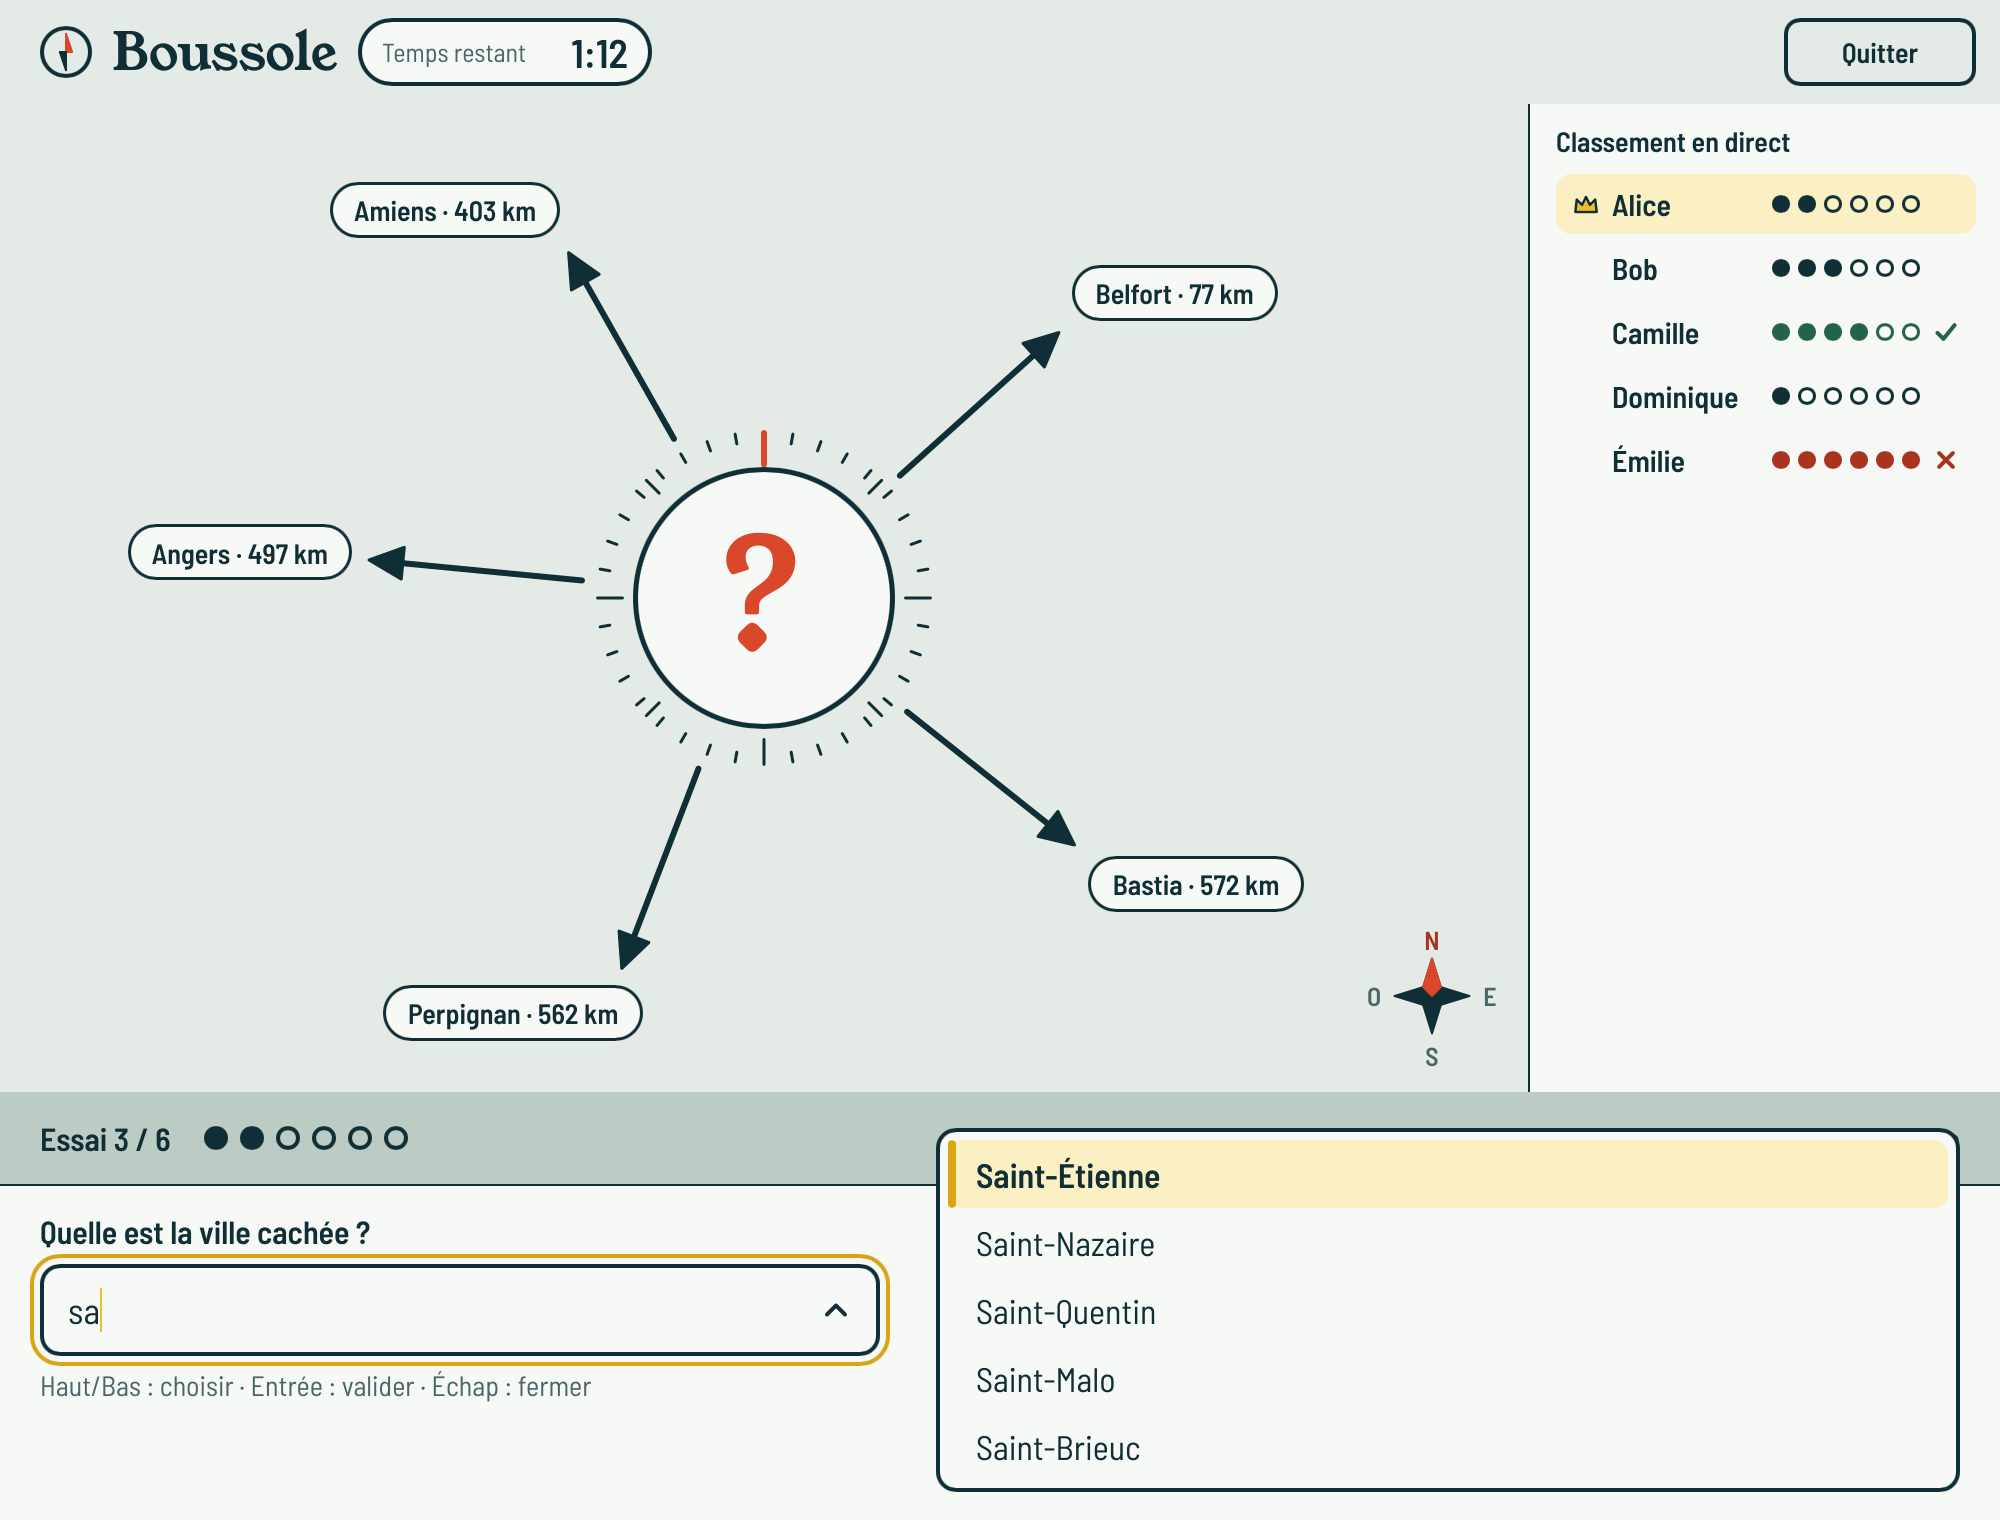 Boussole
Temps restant 1:12
Quitter
Classement en direct
Alice
Bob
Camille
Dominique
Émilie
Amiens · 403 km
Belfort · 77 km
Angers · 497 km
?
Bastia · 572 km
Perpignan · 562 km
N
O E
S
Essai 3 / 6
Quelle est la ville cachée ?
sa
Haut/Bas : choisir · Entrée : valider · Échap : fermer
Saint-Étienne
Saint-Nazaire
Saint-Quentin
Saint-Malo
Saint-Brieuc